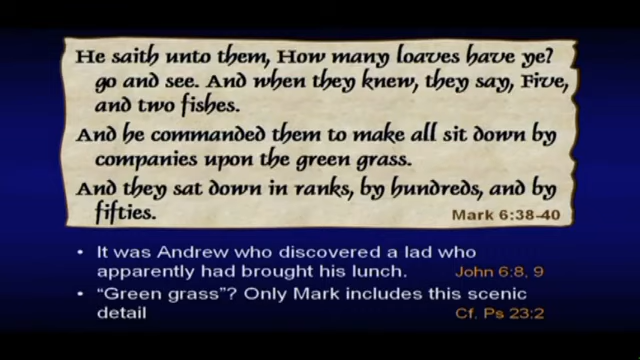 He saith unto them, How many loaves have ye?
go and see. And when they knew, they say, Five,
and two fishes.
And he commanded them to make all sit down by
companies upon the green grass.
And they sat down in ranks, by hundreds, and by
fifties.
Mark 6:38-40
• It was Andrew who discovered a lad who
apparently had brought his lunch. John 6:8, 9
• “Green grass”? Only Mark includes this scenic
detail Cf. Ps 23:2